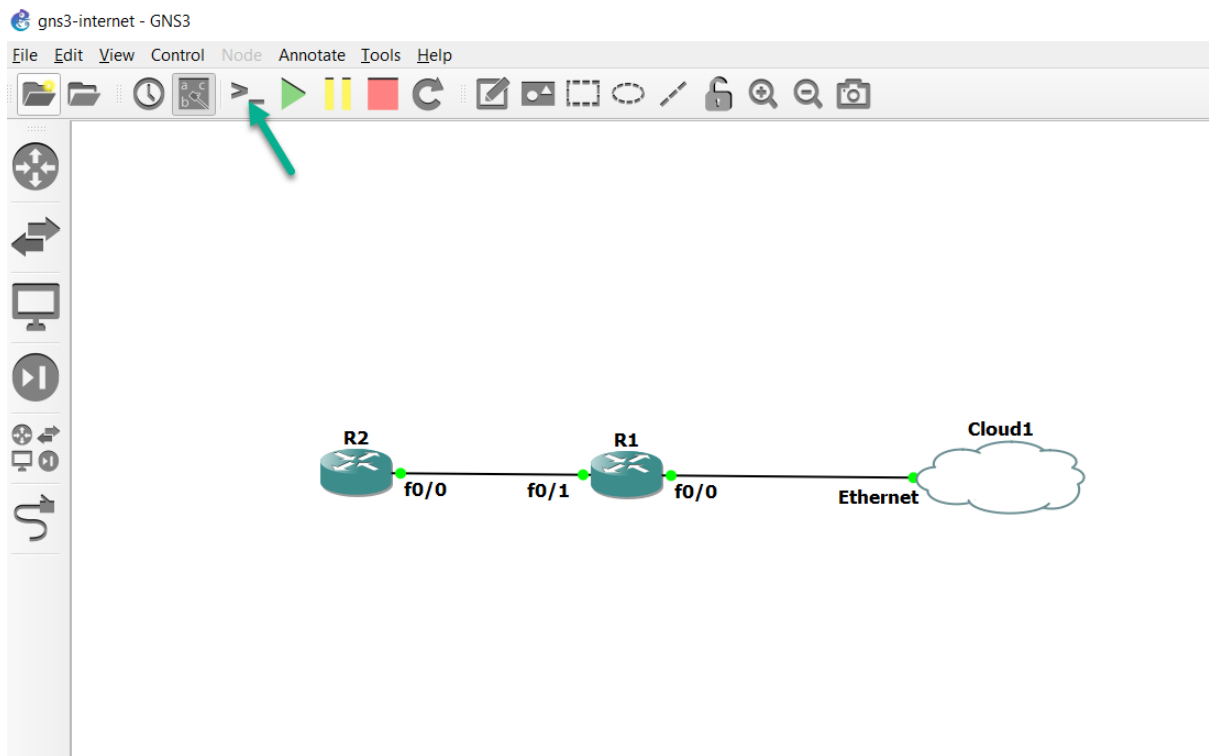 gns3-internet - GNS3
File Edit View Control Node Annotate Tools Help
R2
R1
Cloud1
f0/0
f0/1
f0/0
Ethernet